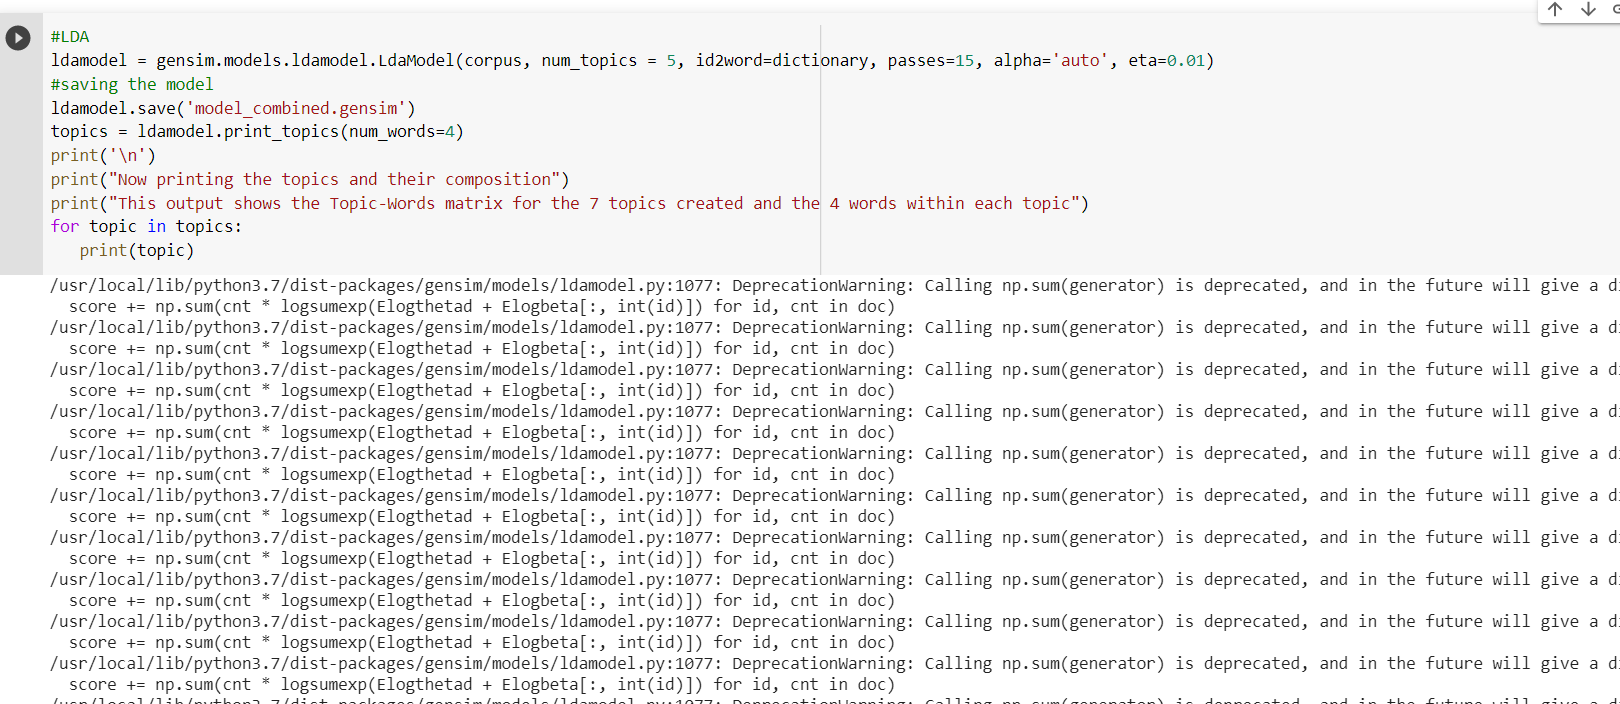 #LDA
ldamodel = gensim.models.ldamodel.LdaModel(corpus, num_topics = 5, id2word=dictionary, passes=15, alpha='auto', eta=0.01)
#saving the model
ldamodel.save('model_combined.gensim')
topics = ldamodel.print_topics(num_words=4)
print('\n')
print("Now printing the topics and their composition")
print("This output shows the Topic-Words matrix for the 7 topics created and the 4 words within each topic")
for topic in topics:
   print(topic)
/usr/local/lib/python3.7/dist-packages/gensim/models/ldamodel.py:1077: DeprecationWarning: Calling np.sum(generator) is deprecated, and in the future will give a
  score += np.sum(cnt * logsumexp(Elogthetad + Elogbeta[:, int(id)]) for id, cnt in doc)
/usr/local/lib/python3.7/dist-packages/gensim/models/ldamodel.py:1077: DeprecationWarning: Calling np.sum(generator) is deprecated, and in the future will give a
  score += np.sum(cnt * logsumexp(Elogthetad + Elogbeta[:, int(id)]) for id, cnt in doc)
/usr/local/lib/python3.7/dist-packages/gensim/models/ldamodel.py:1077: DeprecationWarning: Calling np.sum(generator) is deprecated, and in the future will give a
  score += np.sum(cnt * logsumexp(Elogthetad + Elogbeta[:, int(id)]) for id, cnt in doc)
/usr/local/lib/python3.7/dist-packages/gensim/models/ldamodel.py:1077: DeprecationWarning: Calling np.sum(generator) is deprecated, and in the future will give a
  score += np.sum(cnt * logsumexp(Elogthetad + Elogbeta[:, int(id)]) for id, cnt in doc)
/usr/local/lib/python3.7/dist-packages/gensim/models/ldamodel.py:1077: DeprecationWarning: Calling np.sum(generator) is deprecated, and in the future will give a
  score += np.sum(cnt * logsumexp(Elogthetad + Elogbeta[:, int(id)]) for id, cnt in doc)
/usr/local/lib/python3.7/dist-packages/gensim/models/ldamodel.py:1077: DeprecationWarning: Calling np.sum(generator) is deprecated, and in the future will give a
  score += np.sum(cnt * logsumexp(Elogthetad + Elogbeta[:, int(id)]) for id, cnt in doc)
/usr/local/lib/python3.7/dist-packages/gensim/models/ldamodel.py:1077: DeprecationWarning: Calling np.sum(generator) is deprecated, and in the future will give a
  score += np.sum(cnt * logsumexp(Elogthetad + Elogbeta[:, int(id)]) for id, cnt in doc)
/usr/local/lib/python3.7/dist-packages/gensim/models/ldamodel.py:1077: DeprecationWarning: Calling np.sum(generator) is deprecated, and in the future will give a
  score += np.sum(cnt * logsumexp(Elogthetad + Elogbeta[:, int(id)]) for id, cnt in doc)
/usr/local/lib/python3.7/dist-packages/gensim/models/ldamodel.py:1077: DeprecationWarning: Calling np.sum(generator) is deprecated, and in the future will give a
  score += np.sum(cnt * logsumexp(Elogthetad + Elogbeta[:, int(id)]) for id, cnt in doc)
/usr/local/lib/python3.7/dist-packages/gensim/models/ldamodel.py:1077: DeprecationWarning: Calling np.sum(generator) is deprecated, and in the future will give a
  score += np.sum(cnt * logsumexp(Elogthetad + Elogbeta[:, int(id)]) for id, cnt in doc)